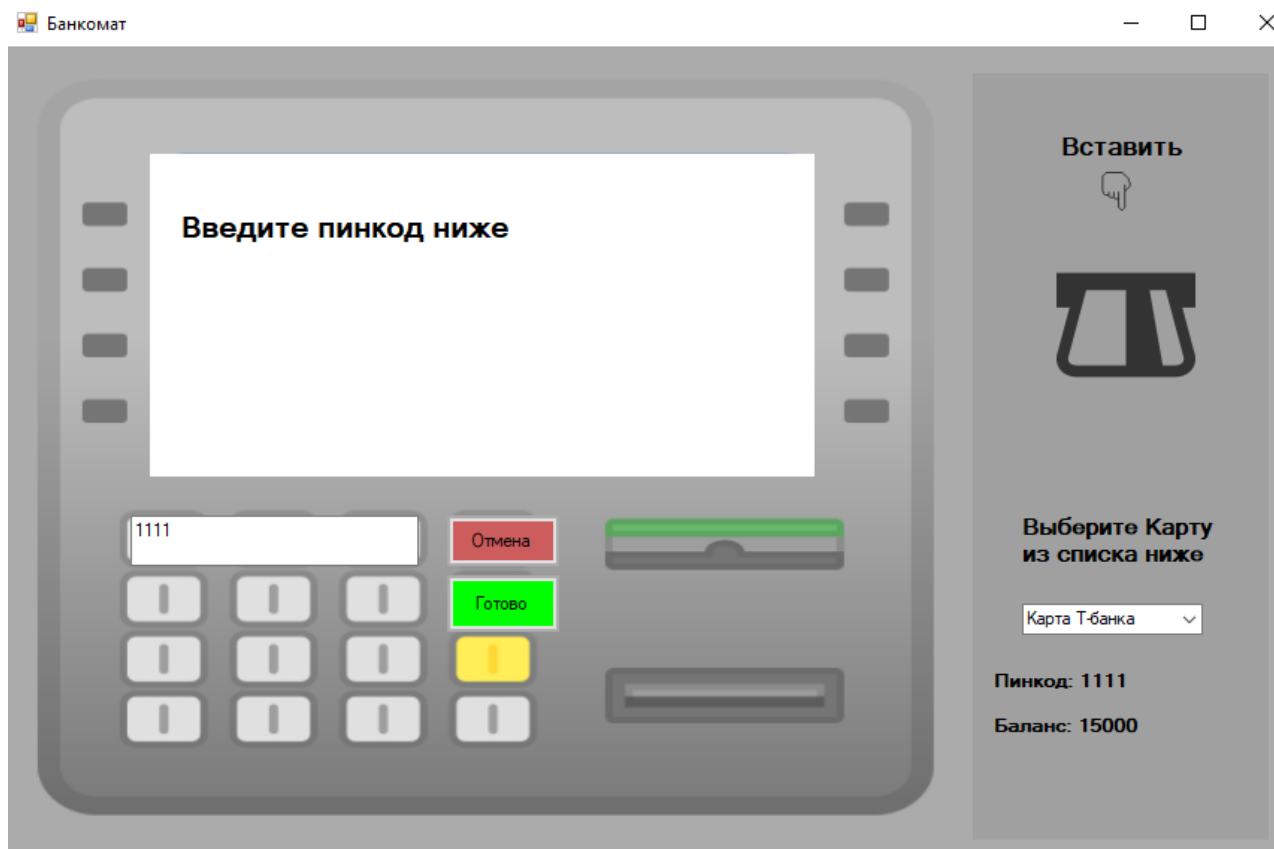 Банкомат
Введите пинкод ниже
1111
Отмена
Готово
Вставить
Выберите Карту
из списка ниже
Карта Т-банка
Пинкод: 1111
Баланс: 15000